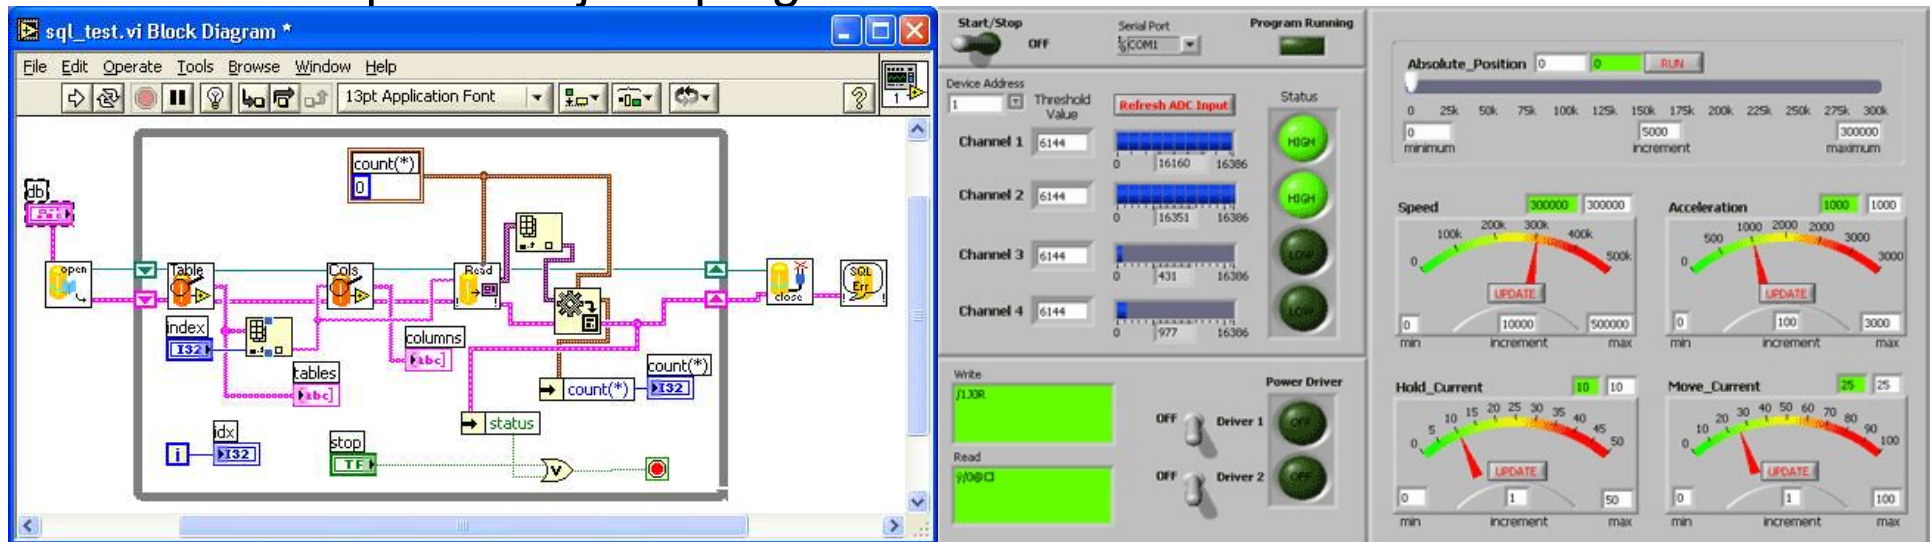 sql_test.vi Block Diagram *
File Edit Operate Tools Browse Window Help
13pt Application Font
?
1
count(*)
0
db
open
Table
Cols
Read
close
SQL
Err
index
I32
columns
abc
tables
abc
count(*)
count(*)
I32
status
idx
i
I32
stop
TF
V
Start/Stop
OFF
Serial Port
COM1
Program Running
Device Address
1
Threshold
Value
Refresh ADC Input
Status
Channel 1 6144
0 16160 16386
HIGH
Channel 2 6144
0 16351 16386
HIGH
Channel 3 6144
0 431 16386
LOW
Channel 4 6144
0 977 16386
LOW
Write
/1J0R
Read
Power Driver
OFF Driver 1 OFF
OFF Driver 2 OFF
Absolute_Position 0 0 RUN
0 25k 50k 75k 100k 125k 150k 175k 200k 225k 250k 275k 300k
0 5000 300000
minimum increment maximum
Speed 300000 300000
0 100k 200k 300k 400k 500k
UPDATE
0 10000 500000
min increment max
Acceleration 1000 1000
0 500 1000 2000 2000 3000 3000
UPDATE
0 100 3000
min increment max
Hold_Current 10 10
0 5 10 15 20 25 30 35 40 45 50
UPDATE
0 1 50
min increment max
Move_Current 25 25
0 10 20 30 40 50 60 70 80 90 100
UPDATE
0 1 100
min increment max